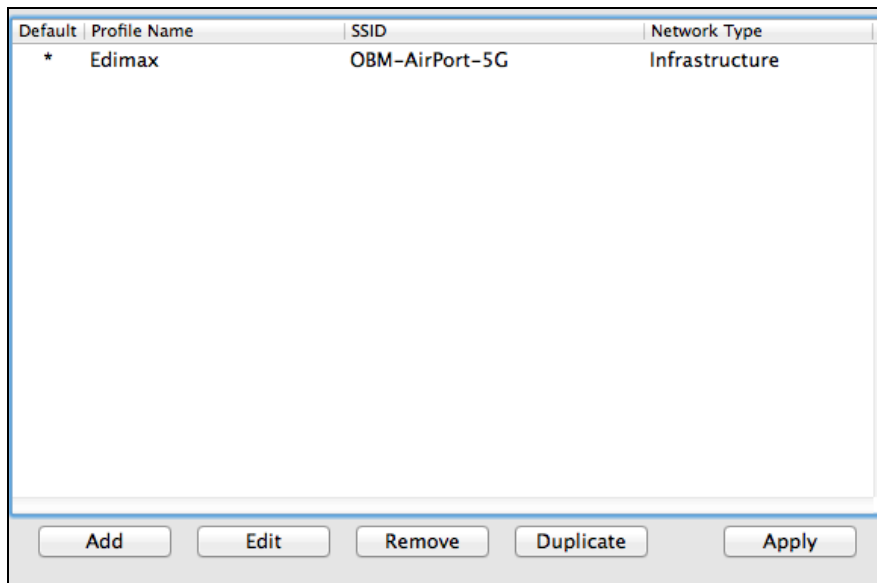 Default Profile Name SSID Network Type
* Edimax OBM-AirPort-5G Infrastructure
Add Edit Remove Duplicate Apply